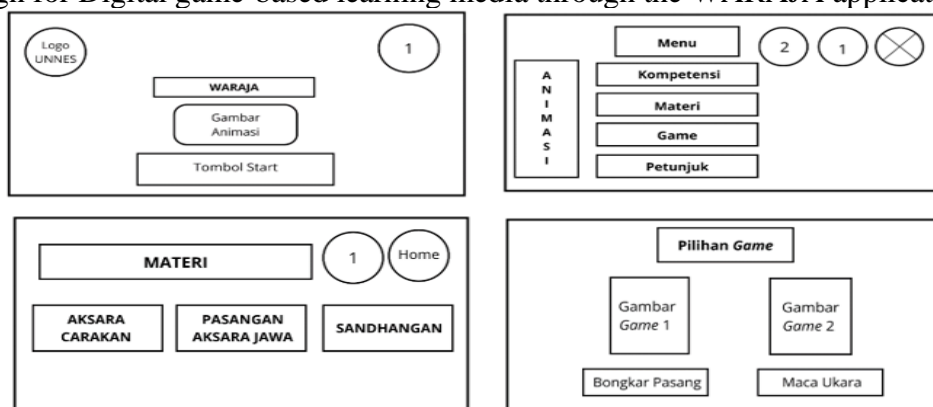 gn for Digital game-based learning media through the WARAJA applicat
Logo
UNNES
1
WARAJA
Gambar
Animasi
Tombol Start
Menu
2
1
A
N
I
M
A
S
I
Kompetensi
Materi
Game
Petunjuk
MATERI
1
Home
AKSARA
CARAKAN
PASANGAN
AKSARA JAWA
SANDHANGAN
Pilihan Game
Gambar
Game 1
Gambar
Game 2
Bongkar Pasang
Maca Ukara